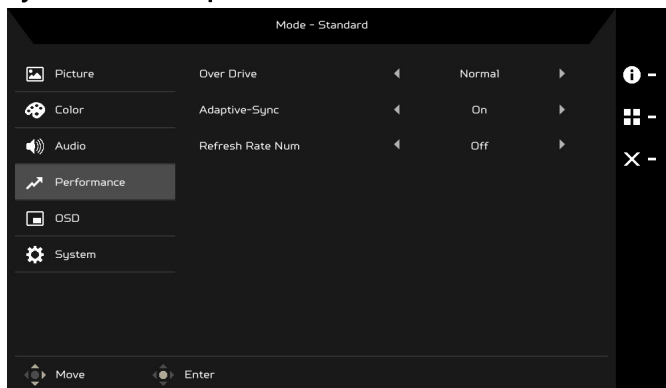 Mode - Standard
Picture
Over Drive Normal
Color
Adaptive-Sync On
Audio
Refresh Rate Num Off
Performance
OSD
System
Move Enter